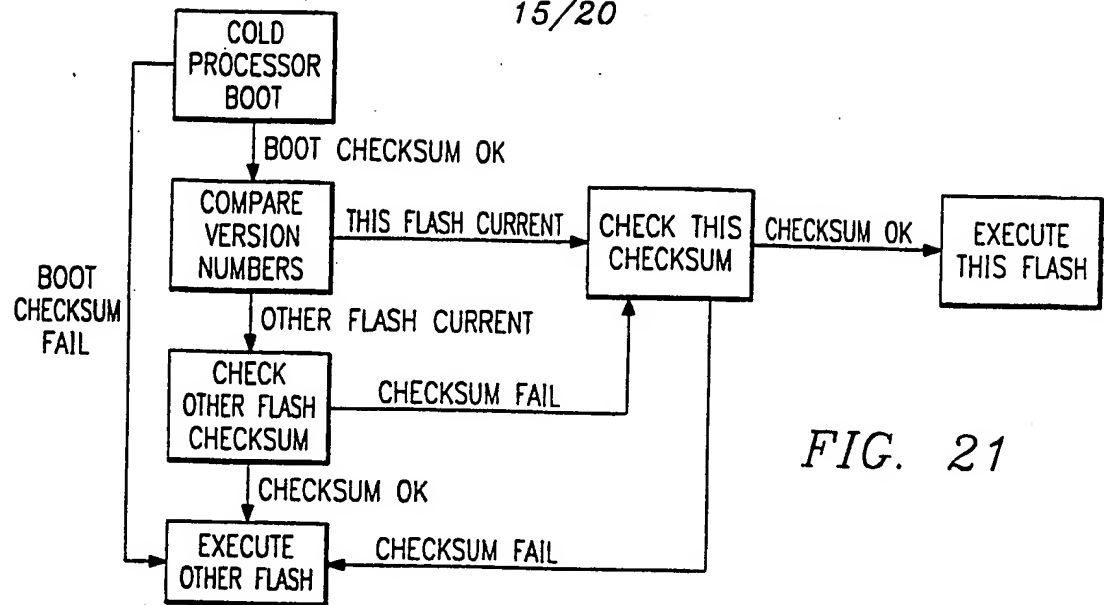 15/20
COLD
PROCESSOR
BOOT
BOOT CHECKSUM OK
COMPARE
VERSION
NUMBERS
THIS FLASH CURRENT
CHECK THIS
CHECKSUM
CHECKSUM OK
EXECUTE
THIS FLASH
BOOT
CHECKSUM
FAIL
OTHER FLASH CURRENT
CHECK
OTHER FLASH
CHECKSUM
CHECKSUM FAIL
FIG. 21
CHECKSUM OK
EXECUTE
OTHER FLASH
CHECKSUM FAIL